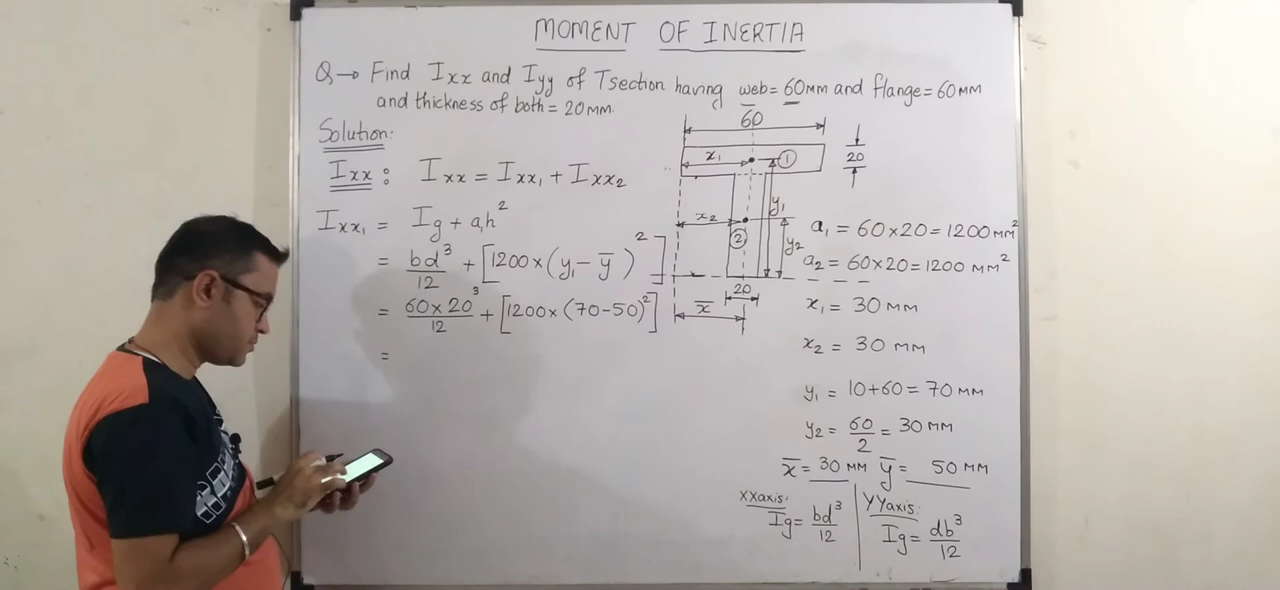 MOMENT OF INERTIA
Q→ Find Ixx and Iyy of Tsection having web= 60MM and flange= 60MM
and thickness of both = 20MM.
Solution:
Ixx : Ixx = Ixx₁ + Ixx₂
Ixx₁ = Ig + a₁h²
= bd³/12 + [1200×(y₁ - ȳ)²]
= 60×20³/12 + [1200×(70-50)²]
=
60
x₁
①
20
x₂
y₁
②
y₂
20
x̄
a₁ = 60×20 = 1200 MM²
a₂ = 60×20 = 1200 MM²
x₁ = 30 MM
x₂ = 30 MM
y₁ = 10+60 = 70 MM
y₂ = 60/2 = 30 MM
x̄ = 30 MM ȳ = 50 MM
XXaxis:
Ig= bd³/12
YYaxis:
Ig= db³/12